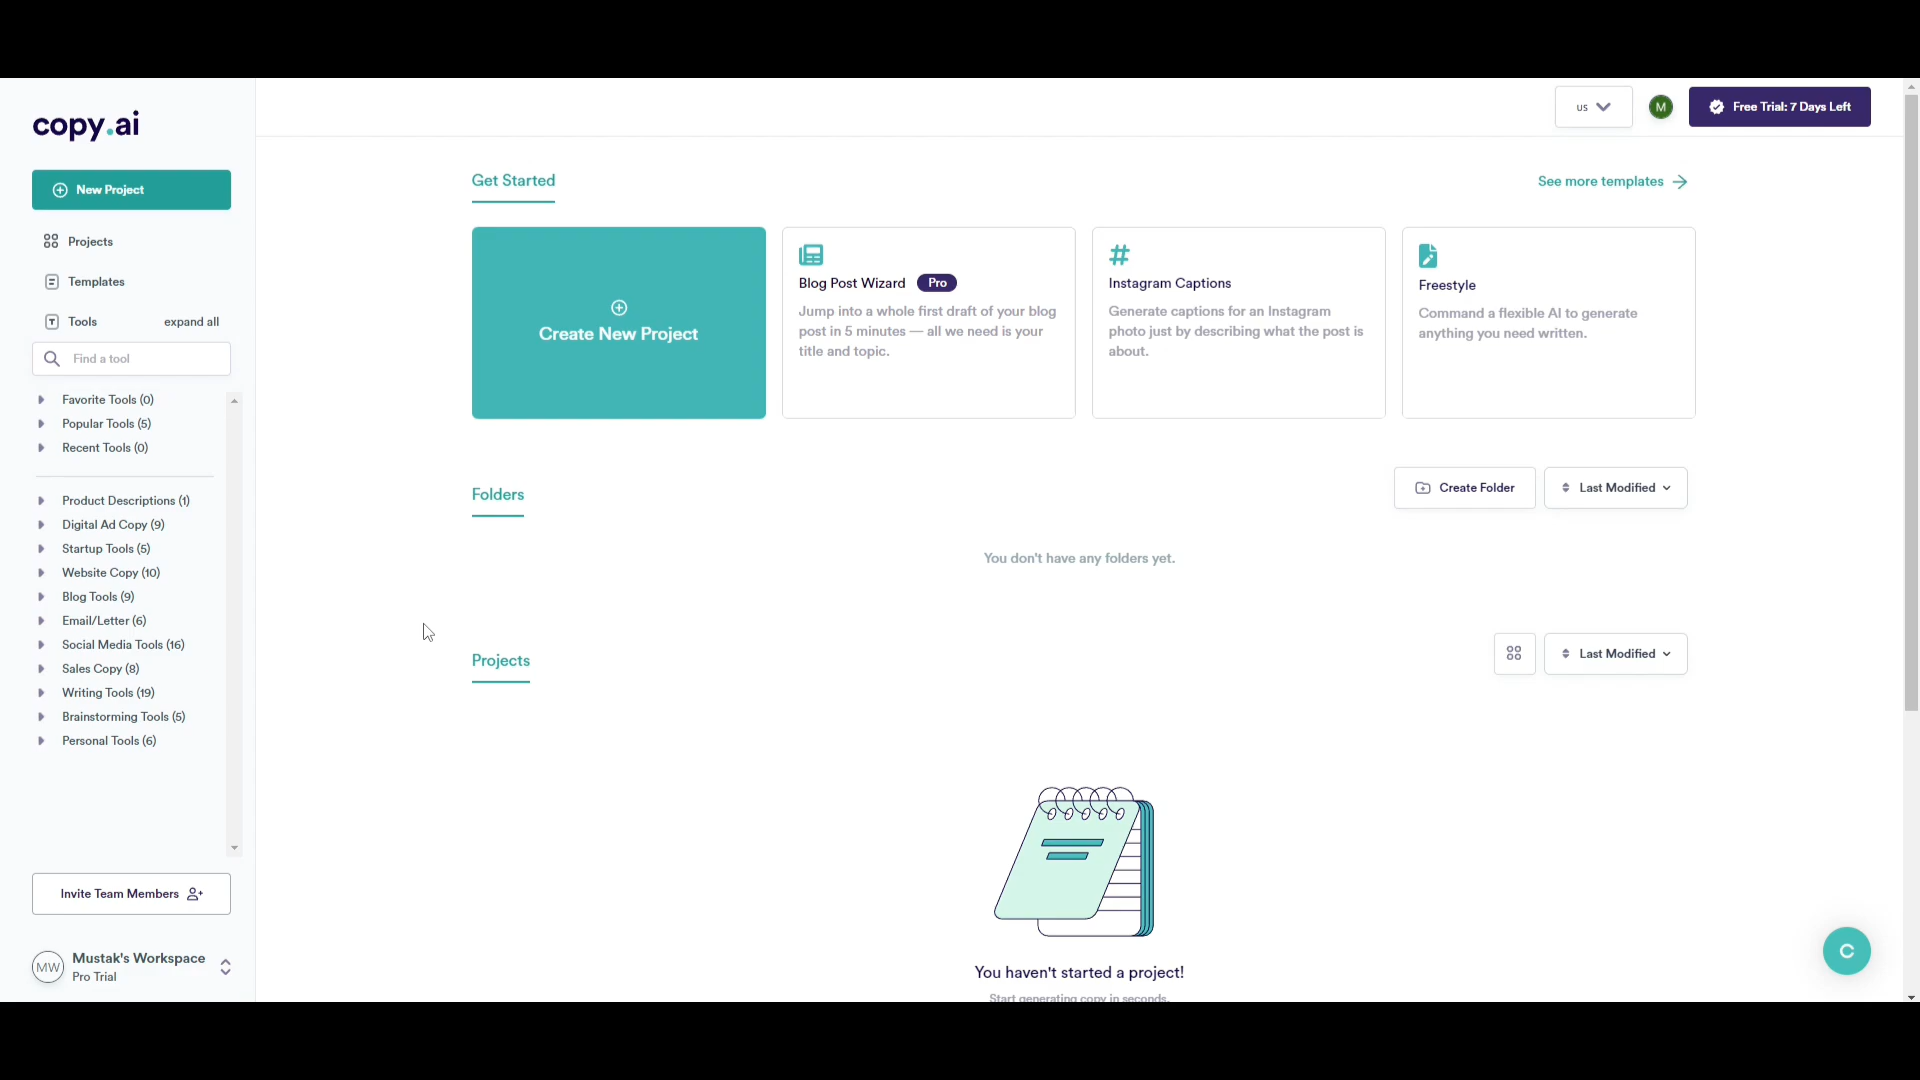 copy.ai
New Project
Projects
Templates
Tools expand all
Find a tool
Favorite Tools (0)
Popular Tools (5)
Recent Tools (0)
Product Descriptions (1)
Digital Ad Copy (9)
Startup Tools (5)
Website Copy (10)
Blog Tools (9)
Email/Letter (6)
Social Media Tools (16)
Sales Copy (8)
Writing Tools (19)
Brainstorming Tools (5)
Personal Tools (6)
Invite Team Members
MW
Mustak's Workspace
Pro Trial
us
M
Free Trial: 7 Days Left
Get Started
See more templates
Create New Project
Blog Post Wizard Pro
Jump into a whole first draft of your blog
post in 5 minutes — all we need is your
title and topic.
Instagram Captions
Generate captions for an Instagram
photo just by describing what the post is
about.
Freestyle
Command a flexible AI to generate
anything you need written.
Folders
Create Folder
Last Modified
You don't have any folders yet.
Projects
Last Modified
You haven't started a project!
Start generating copy in seconds.
C